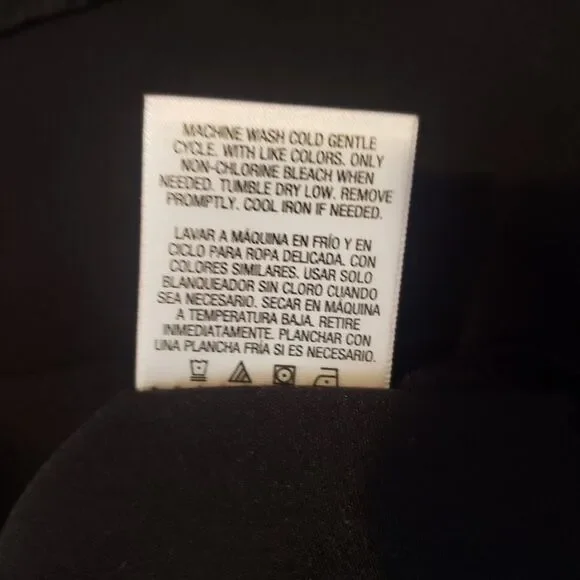 MACHINE WASH COLD GENTLE
CYCLE. WITH LIKE COLORS. ONLY
NON-CHLORINE BLEACH WHEN
NEEDED. TUMBLE DRY LOW. REMOVE
PROMPTLY. COOL IRON IF NEEDED.
LAVAR A MÁQUINA EN FRÍO Y EN
CICLO PARA ROPA DELICADA. CON
COLORES SIMILARES. USAR SOLO
BLANQUEADOR SIN CLORO CUANDO
SEA NECESARIO. SECAR EN MÁQUINA
A TEMPERATURA BAJA. RETIRE
INMEDIATAMENTE. PLANCHAR CON
UNA PLANCHA FRÍA SI ES NECESARIO.